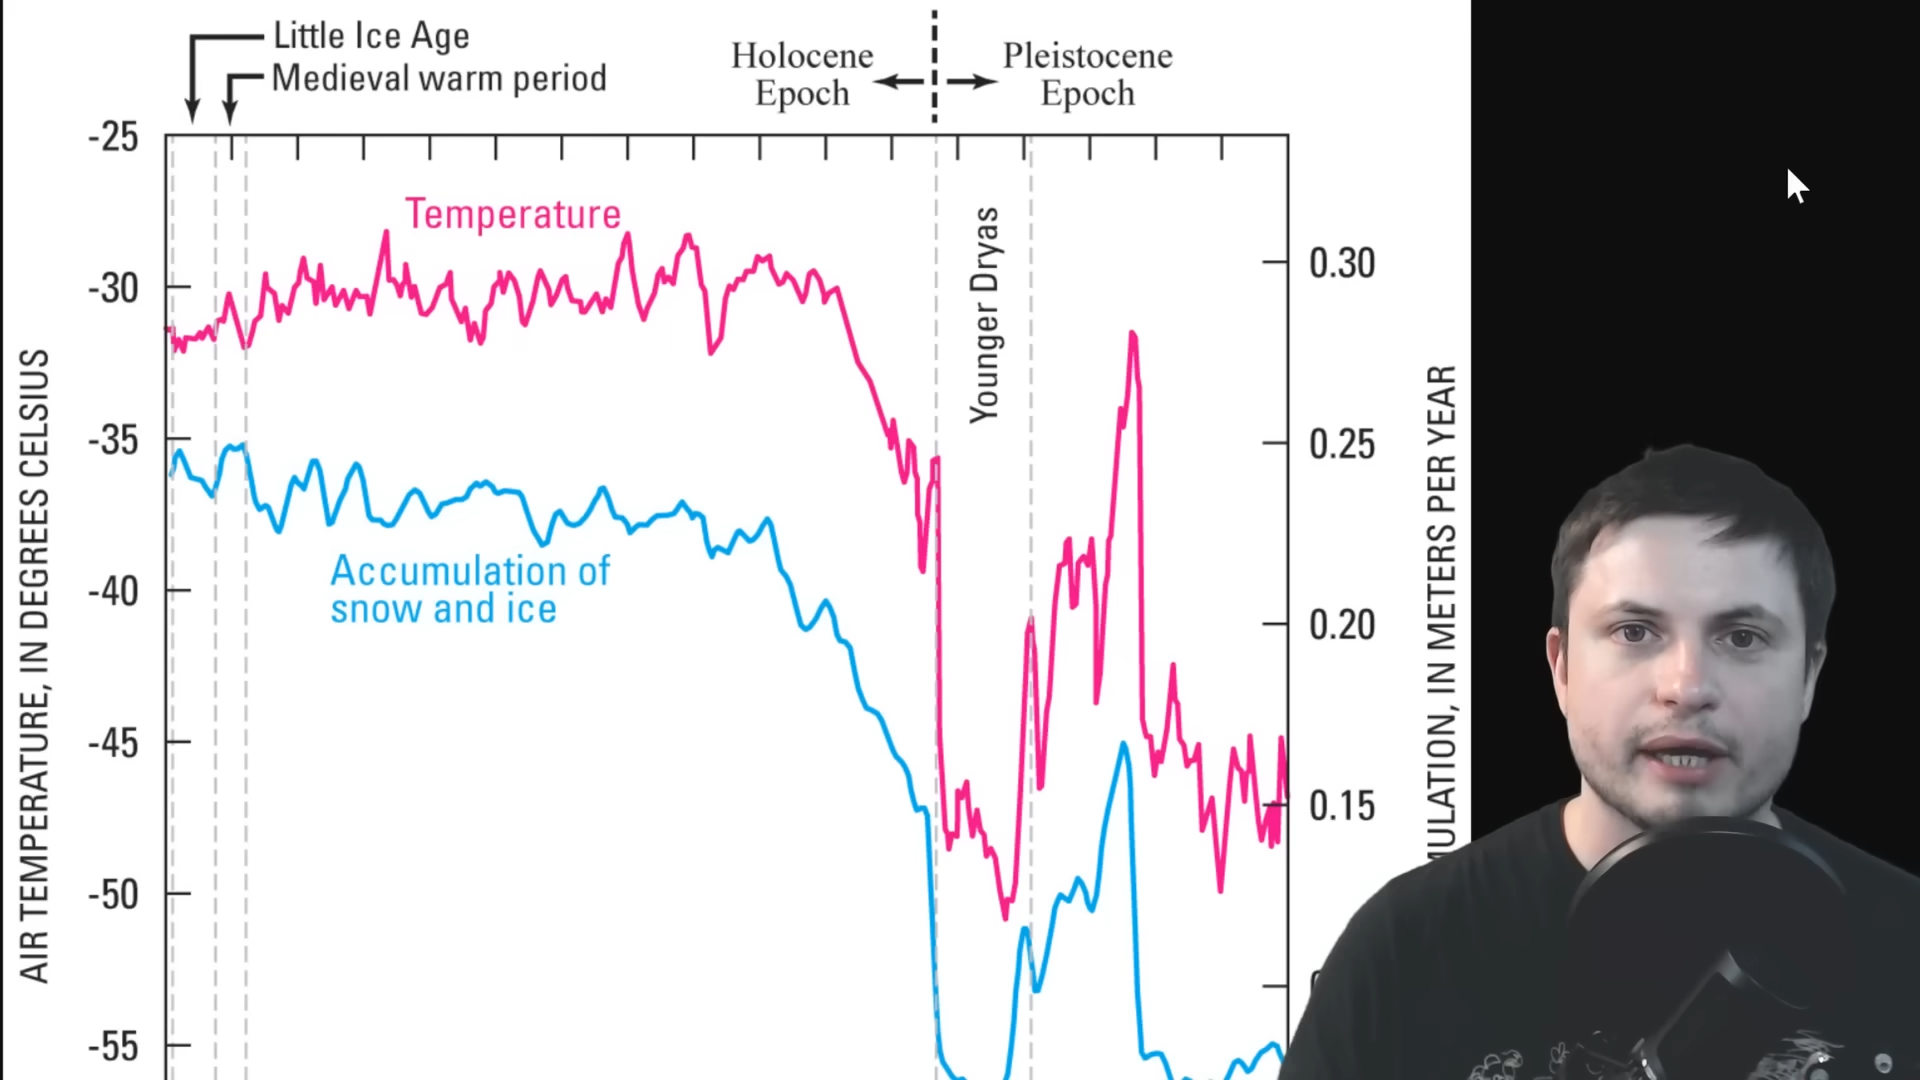 Little Ice Age
Medieval warm period
Holocene
Epoch
Pleistocene
Epoch
-25
-30
-35
-40
-45
-50
-55
AIR TEMPERATURE, IN DEGREES CELSIUS
Temperature
Accumulation of
snow and ice
Younger Dryas
0.30
0.25
0.20
0.15
MULATION, IN METERS PER YEAR